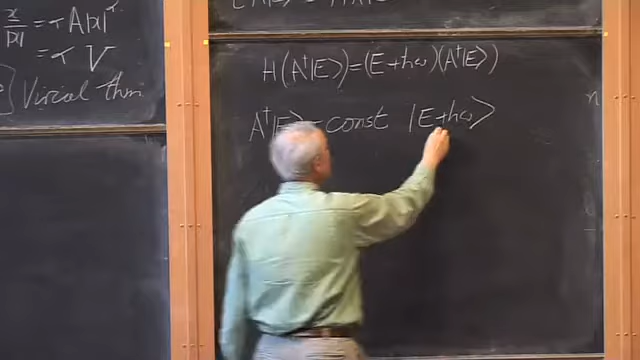 x/|x| = α A|x|^α
= α V
Virial thm
H(A†|E⟩) = (E+ħω)(A†|E⟩)
A†|E⟩ = const |E+ħω⟩
n